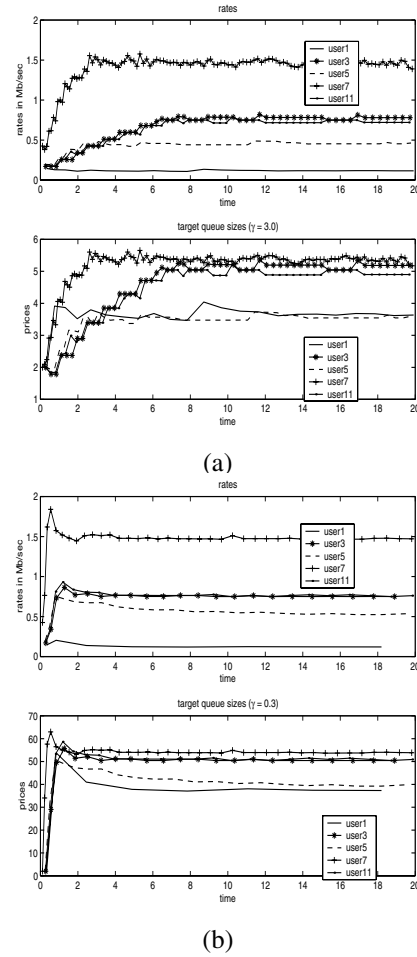 rates
2
1.5
1
0.5
0
rates in Mb/sec
user1
user3
user5
user7
user11
0 2 4 6 8 10 12 14 16 18 20
time
target queue sizes (γ = 3.0)
6
5
4
3
2
1
prices
user1
user3
user5
user7
user11
0 2 4 6 8 10 12 14 16 18 20
time
(a)
rates
2
1.5
1
0.5
0
rates in Mb/sec
user1
user3
user5
user7
user11
0 2 4 6 8 10 12 14 16 18 20
time
target queue sizes (γ = 0.3)
70
60
50
40
30
20
10
0
prices
user1
user3
user5
user7
user11
0 2 4 6 8 10 12 14 16 18 20
time
(b)